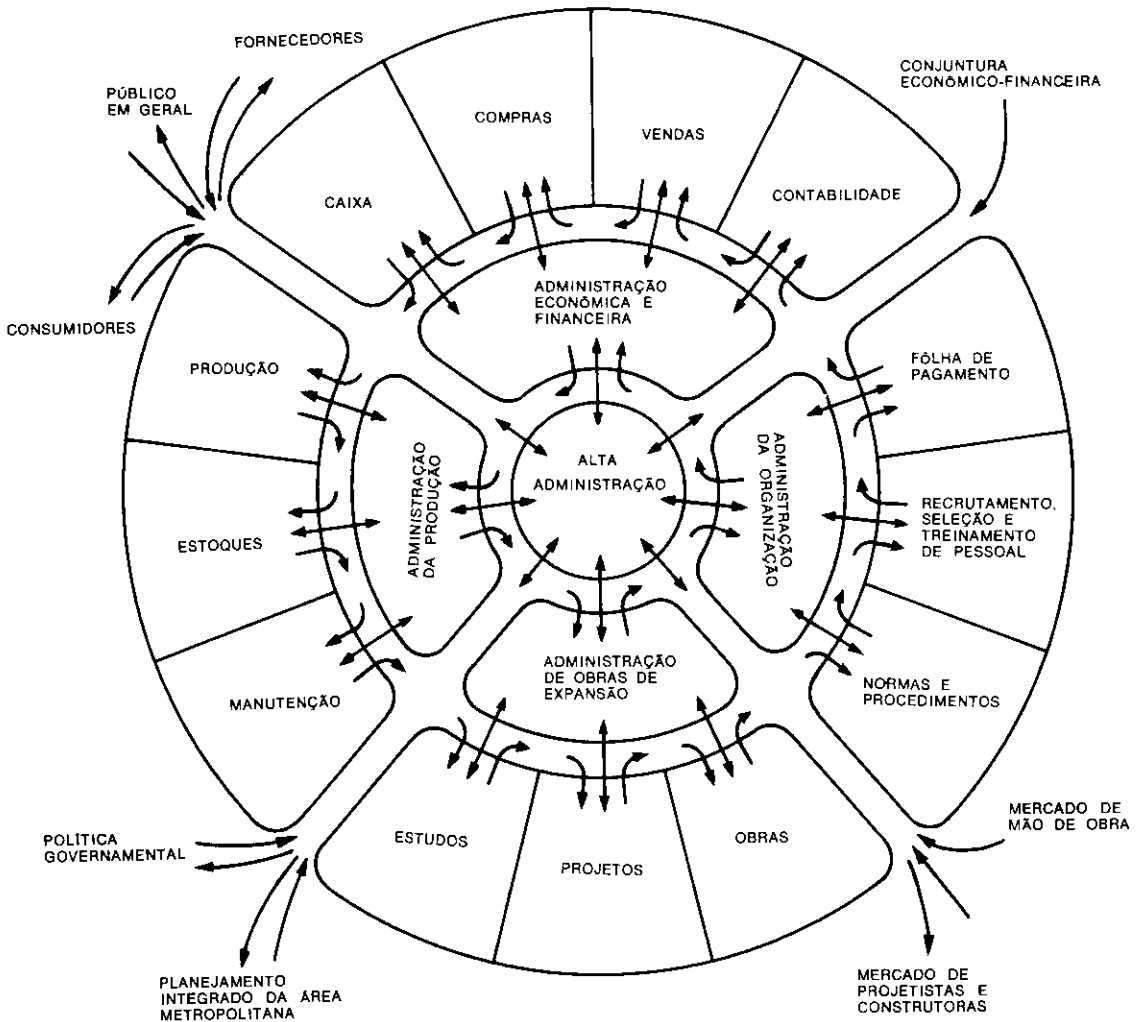 FORNECEDORES
PÚBLICO
EM GERAL
CONJUNTURA
ECONÔMICO-FINANCEIRA
COMPRAS
VENDAS
CAIXA
CONTABILIDADE
ADMINISTRAÇÃO
ECONÔMICA E
FINANCEIRA
CONSUMIDORES
PRODUÇÃO
FÔLHA DE
PAGAMENTO
ADMINISTRAÇÃO
DA PRODUÇÃO
ALTA
ADMINISTRAÇÃO
ADMINISTRAÇÃO
DA ORGANIZAÇÃO
ESTOQUES
RECRUTAMENTO,
SELEÇÃO E
TREINAMENTO
DE PESSOAL
ADMINISTRAÇÃO
DE OBRAS DE
EXPANSÃO
MANUTENÇÃO
NORMAS E
PROCEDIMENTOS
POLÍTICA
GOVERNAMENTAL
ESTUDOS
PROJETOS
OBRAS
MERCADO DE
MÃO DE OBRA
PLANEJAMENTO
INTEGRADO DA ÁREA
METROPOLITANA
MERCADO DE
PROJETISTAS E
CONSTRUTORAS